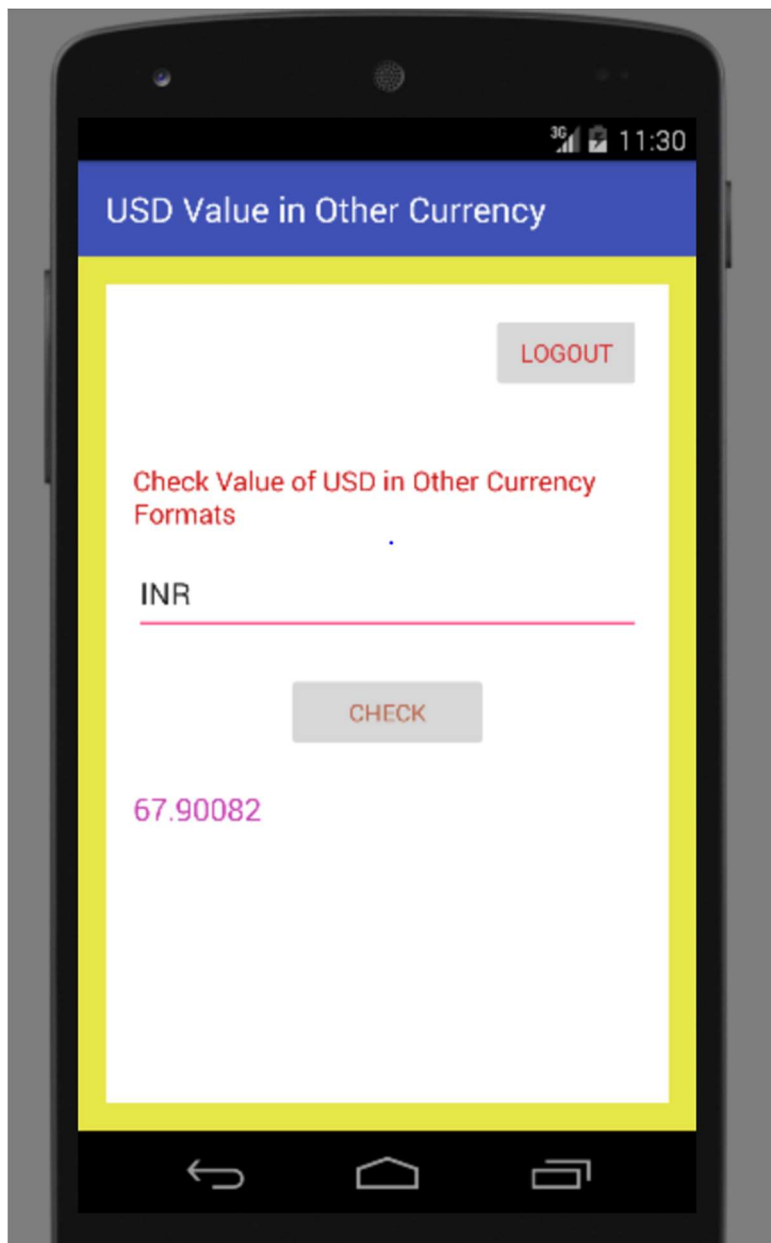 3G 11:30
USD Value in Other Currency
LOGOUT
Check Value of USD in Other Currency
Formats
INR
CHECK
67.90082